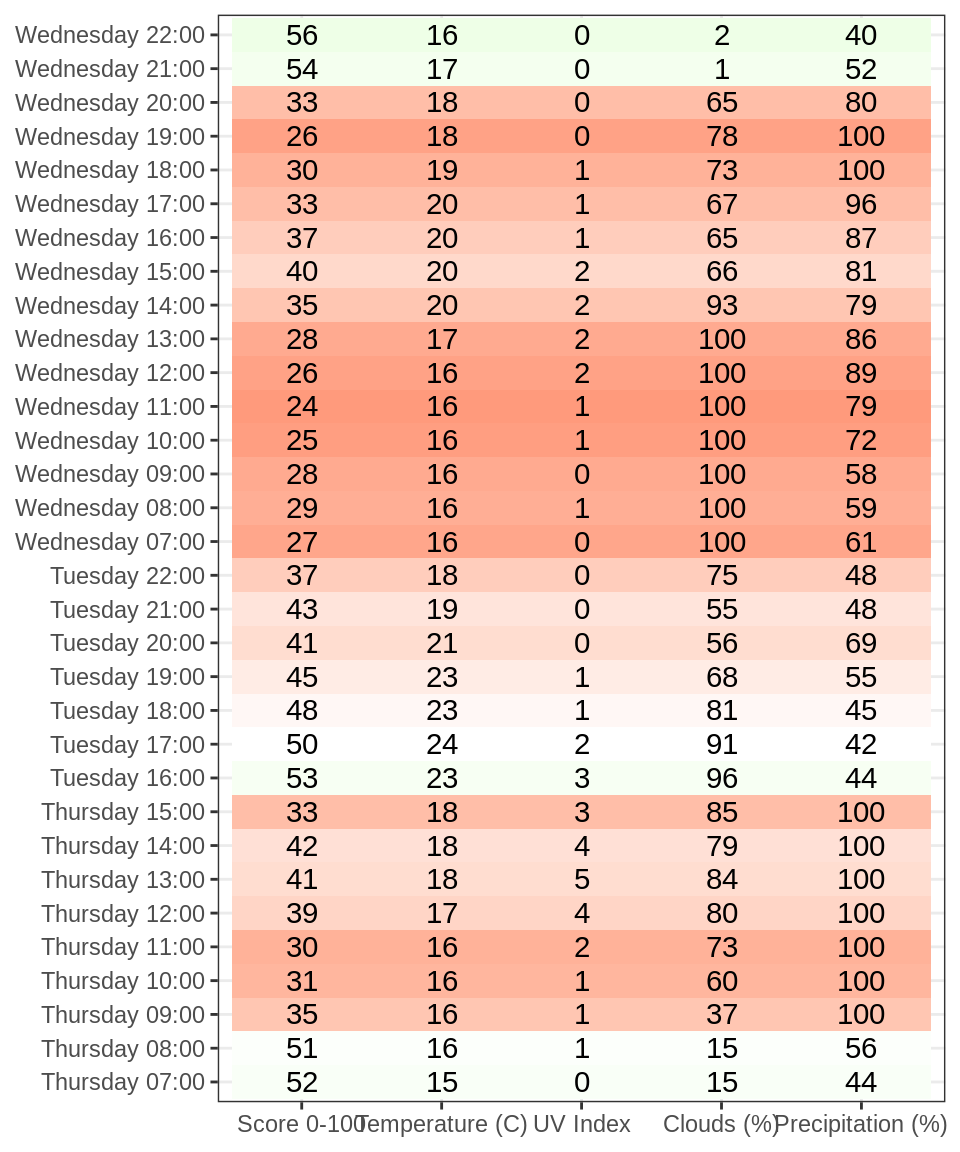 Wednesday 22:00 56 16 0 2 40
Wednesday 21:00 54 17 0 1 52
Wednesday 20:00 33 18 0 65 80
Wednesday 19:00 26 18 0 78 100
Wednesday 18:00 30 19 1 73 100
Wednesday 17:00 33 20 1 67 96
Wednesday 16:00 37 20 1 65 87
Wednesday 15:00 40 20 2 66 81
Wednesday 14:00 35 20 2 93 79
Wednesday 13:00 28 17 2 100 86
Wednesday 12:00 26 16 2 100 89
Wednesday 11:00 24 16 1 100 79
Wednesday 10:00 25 16 1 100 72
Wednesday 09:00 28 16 0 100 58
Wednesday 08:00 29 16 1 100 59
Wednesday 07:00 27 16 0 100 61
Tuesday 22:00 37 18 0 75 48
Tuesday 21:00 43 19 0 55 48
Tuesday 20:00 41 21 0 56 69
Tuesday 19:00 45 23 1 68 55
Tuesday 18:00 48 23 1 81 45
Tuesday 17:00 50 24 2 91 42
Tuesday 16:00 53 23 3 96 44
Thursday 15:00 33 18 3 85 100
Thursday 14:00 42 18 4 79 100
Thursday 13:00 41 18 5 84 100
Thursday 12:00 39 17 4 80 100
Thursday 11:00 30 16 2 73 100
Thursday 10:00 31 16 1 60 100
Thursday 09:00 35 16 1 37 100
Thursday 08:00 51 16 1 15 56
Thursday 07:00 52 15 0 15 44
Score 0-100 Temperature (C) UV Index Clouds (%) Precipitation (%)